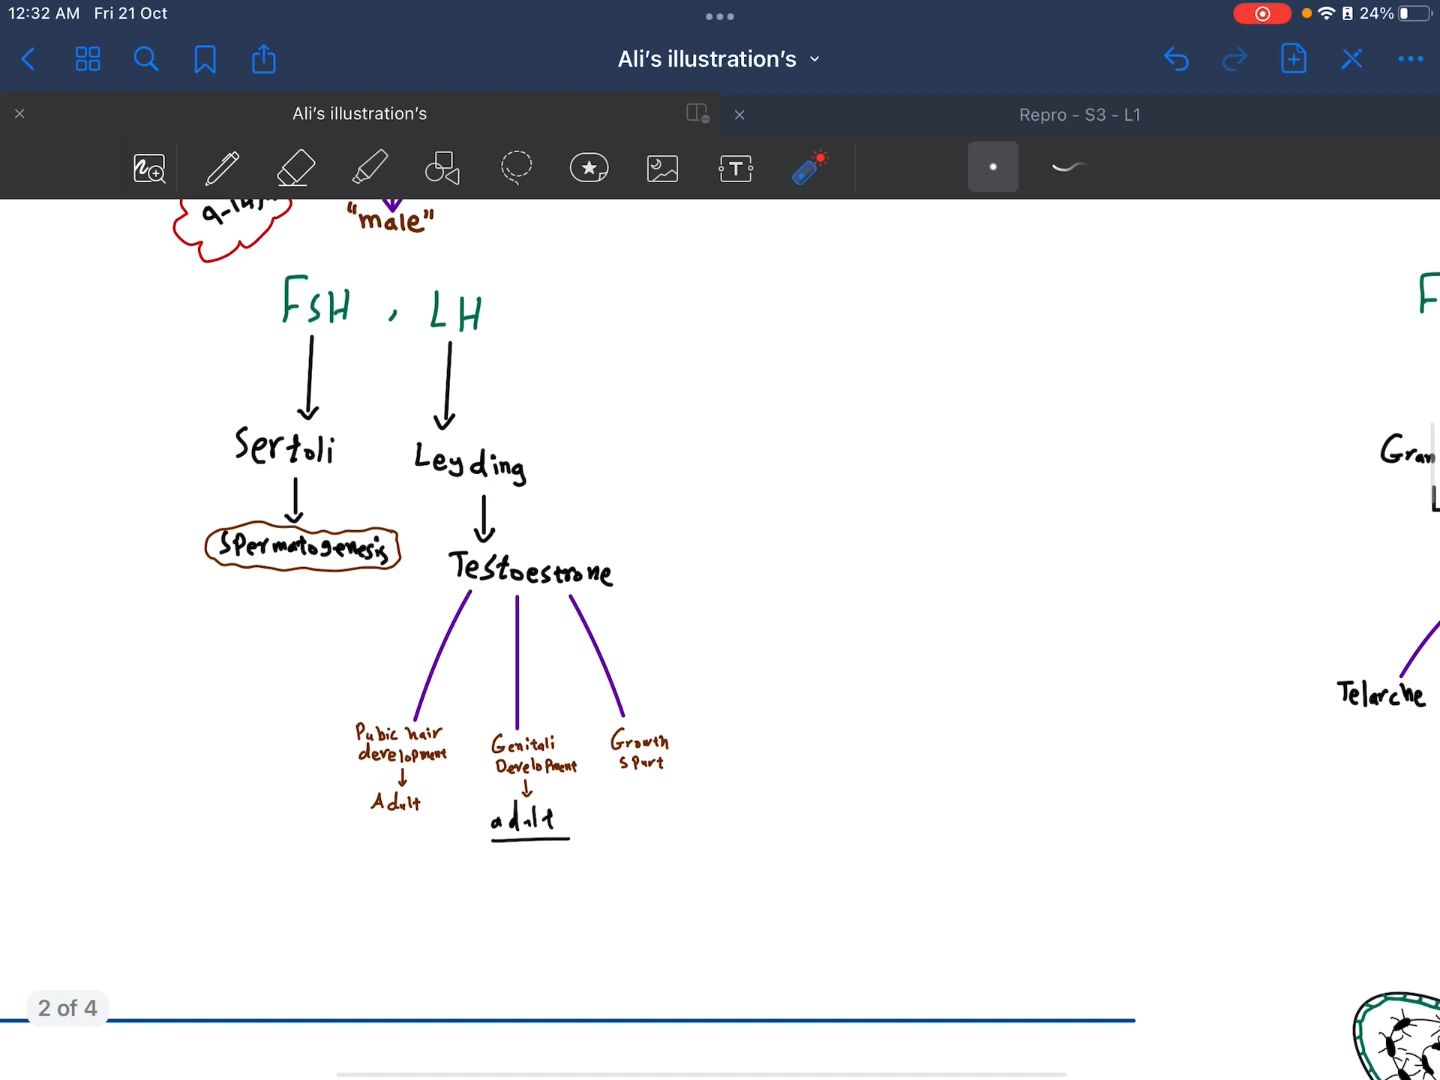 12:32 AM Fri 21 Oct
24%
Ali's illustration's
Ali's illustration's
Repro - S3 - L1
T
"male"
FSH , LH
F
Sertoli
Leyding
Gran
Spermatogenesis
Testoestrone
Telarche
Pubic hair
development
Genitali
Development
Growth
spurt
Adult
adult
2 of 4